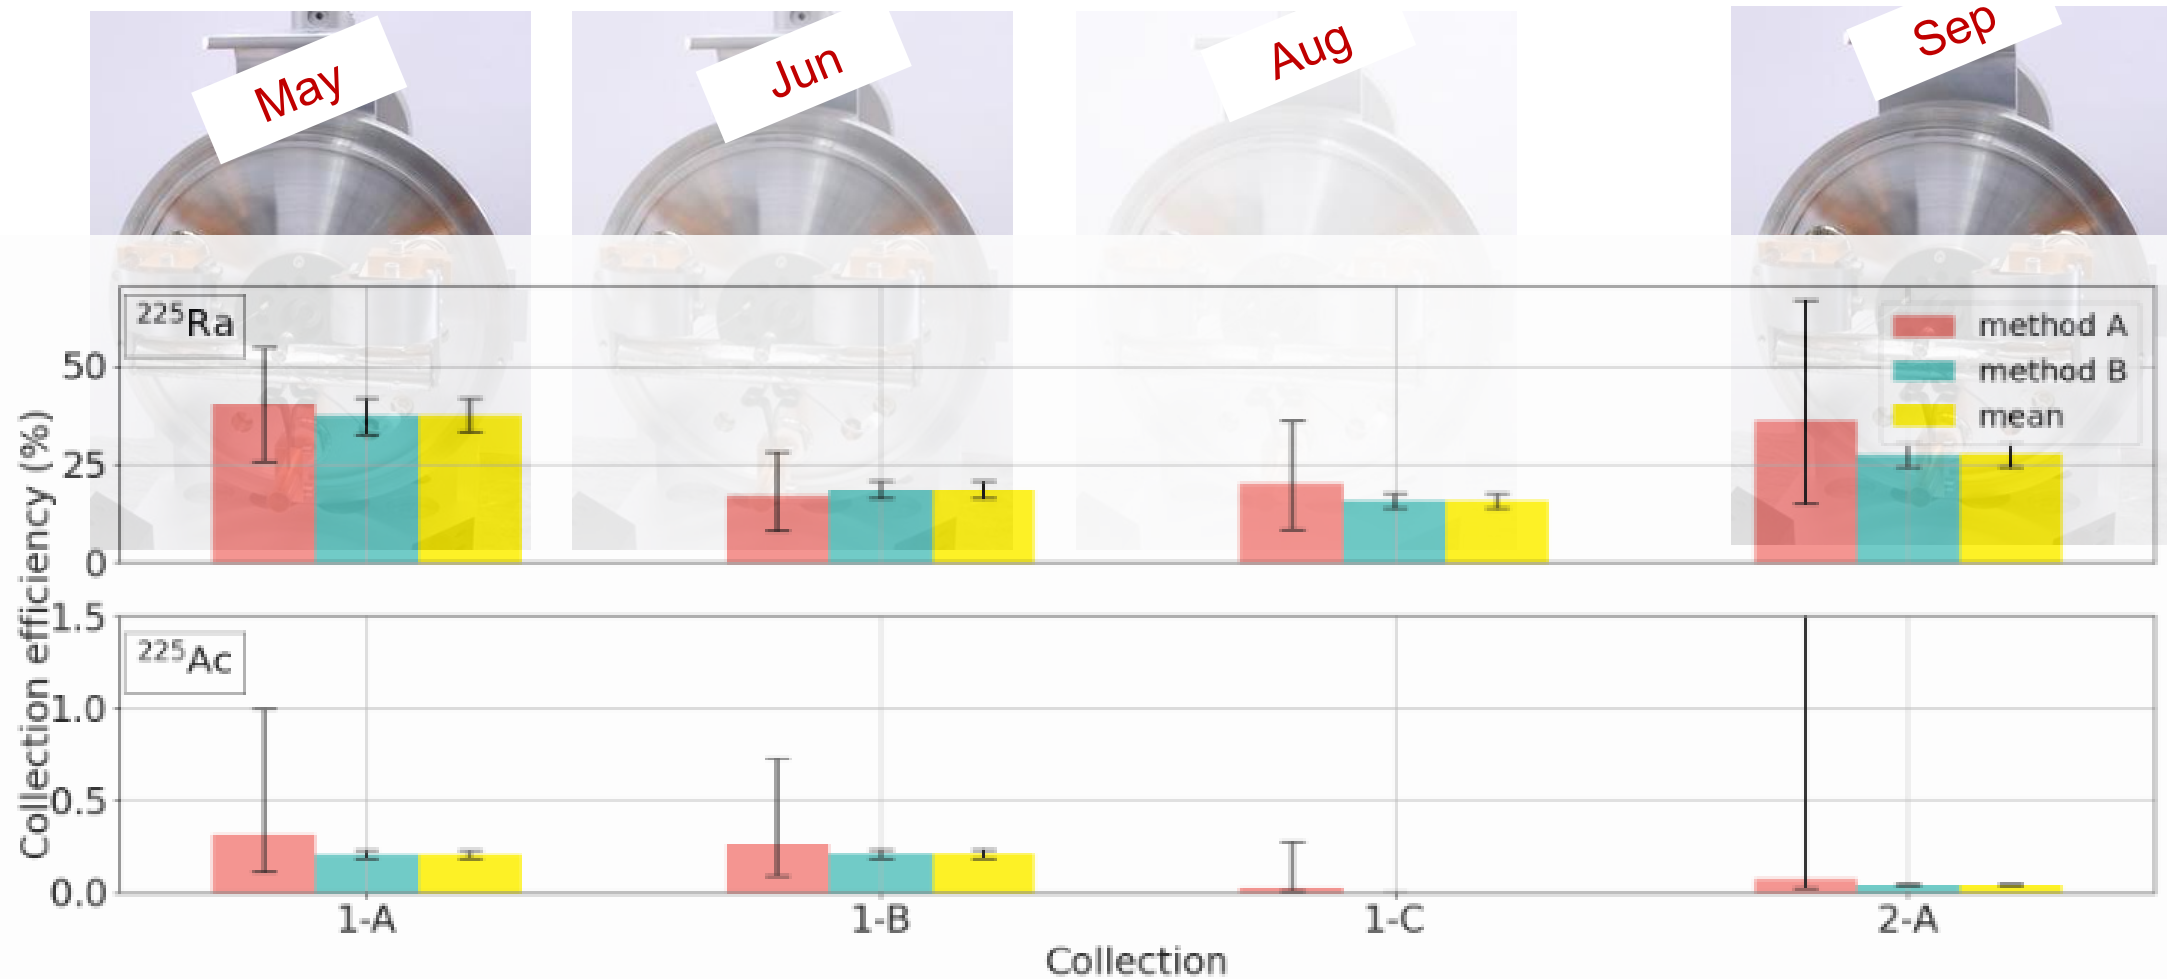 May
Jun
Aug
Sep
²²⁵Ra
method A
method B
mean
50
25
0
Collection efficiency (%)
²²⁵Ac
1.5
1.0
0.5
0.0
1-A
1-B
1-C
2-A
Collection